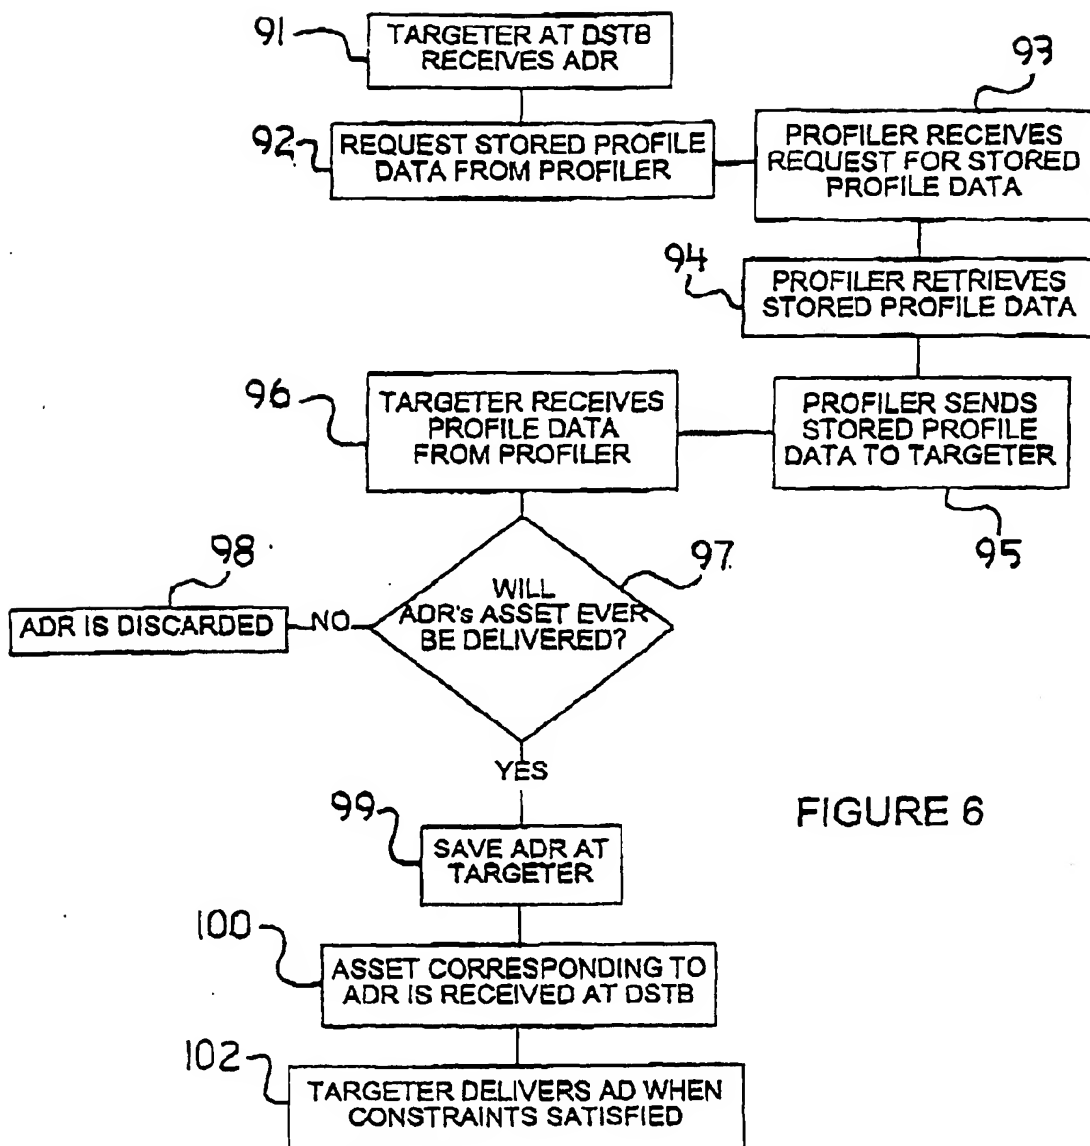 91
TARGETER AT DSTB
RECEIVES ADR
92
REQUEST STORED PROFILE
DATA FROM PROFILER
93
PROFILER RECEIVES
REQUEST FOR STORED
PROFILE DATA
94
PROFILER RETRIEVES
STORED PROFILE DATA
PROFILER SENDS
STORED PROFILE
DATA TO TARGETER
95
96
TARGETER RECEIVES
PROFILE DATA
FROM PROFILER
97
WILL
ADR's ASSET EVER
BE DELIVERED?
NO
98
ADR IS DISCARDED
YES
99
SAVE ADR AT
TARGETER
100
ASSET CORRESPONDING TO
ADR IS RECEIVED AT DSTB
102
TARGETER DELIVERS AD WHEN
CONSTRAINTS SATISFIED
FIGURE 6